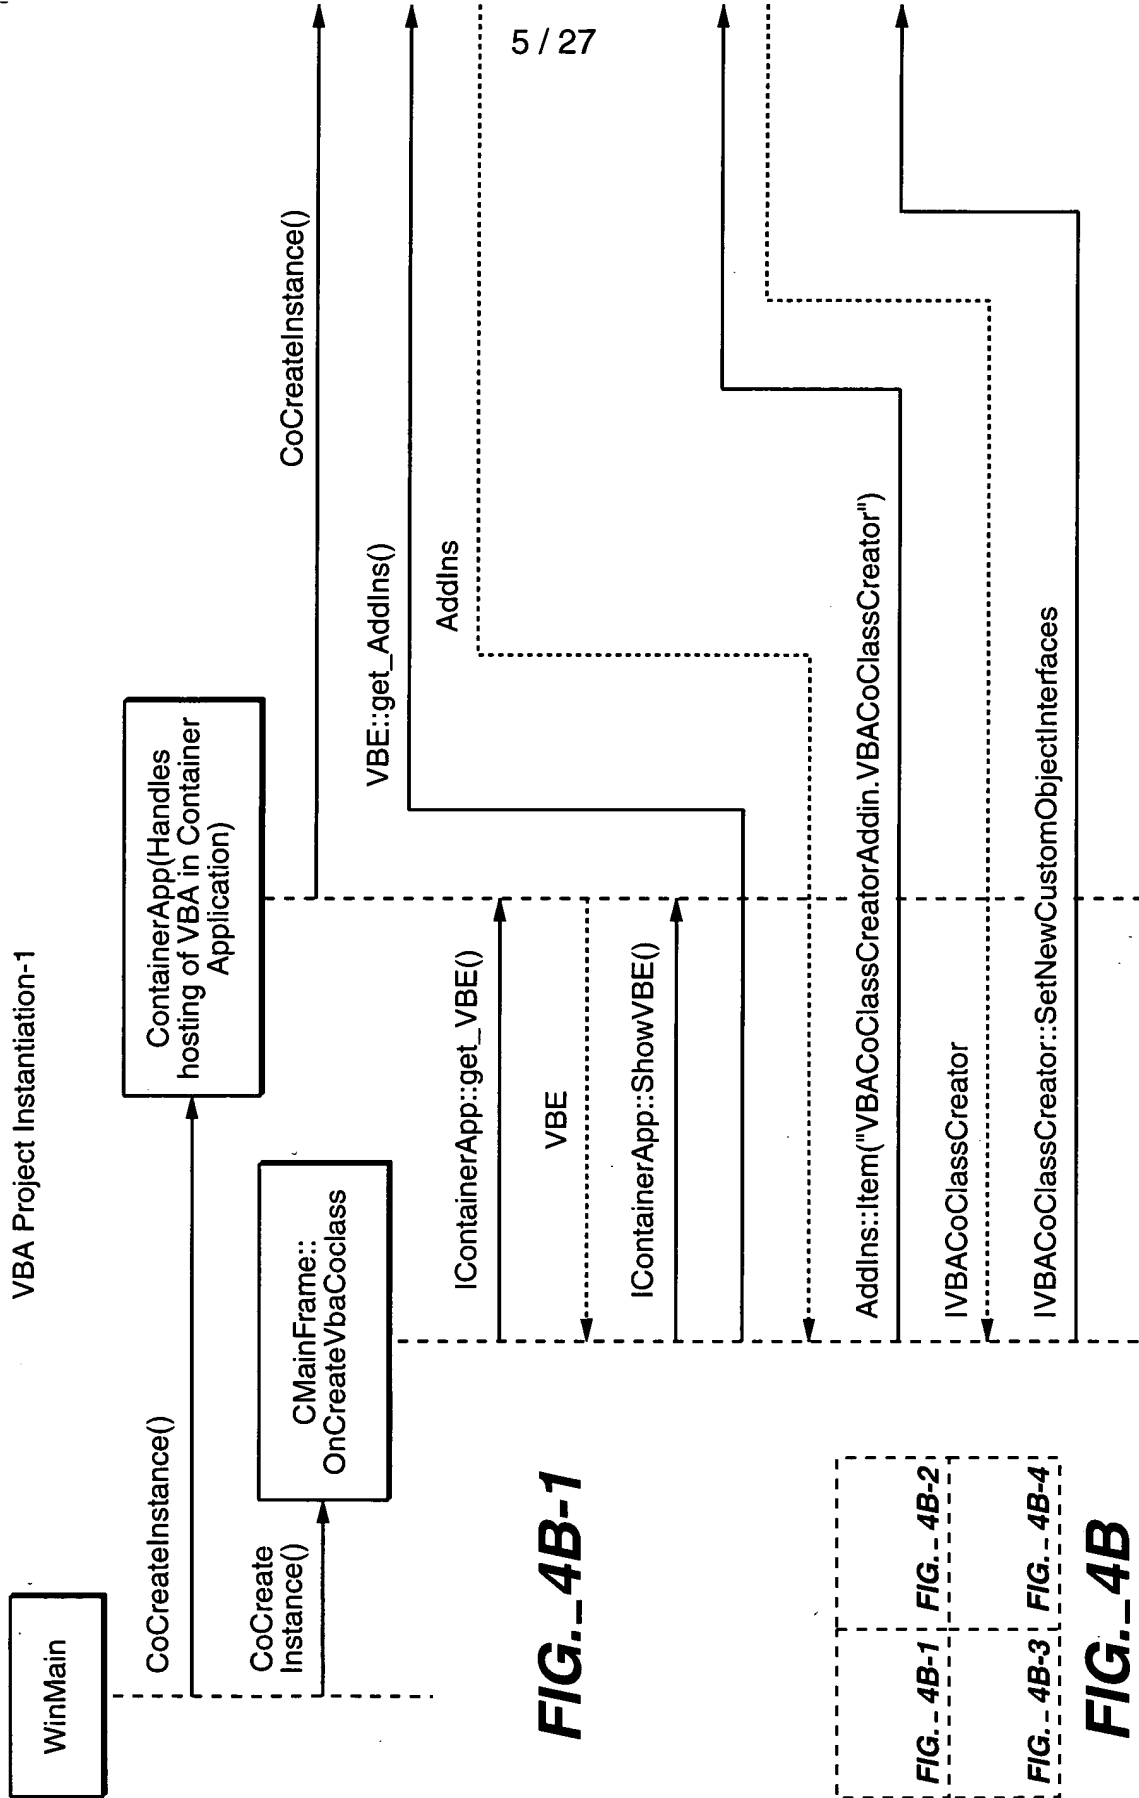 5 / 27
VBA Project Instantiation-1
WinMain
CoCreateInstance()
ContainerApp(Handles
hosting of VBA in Container
Application)
CoCreate
Instance()
CMainFrame::
OnCreateVbaCoclass
CoCreateInstance()
VBE::get_AddIns()
AddIns
IContainerApp::get_VBE()
VBE
IContainerApp::ShowVBE()
AddIns::Item("VBACoClassCreatorAddin.VBACoClassCreator")
IVBACoClassCreator
IVBACoClassCreator::SetNewCustomObjectInterfaces
FIG._4B-1
FIG._4B-1
FIG._4B-2
FIG._4B-3
FIG._4B-4
FIG._4B